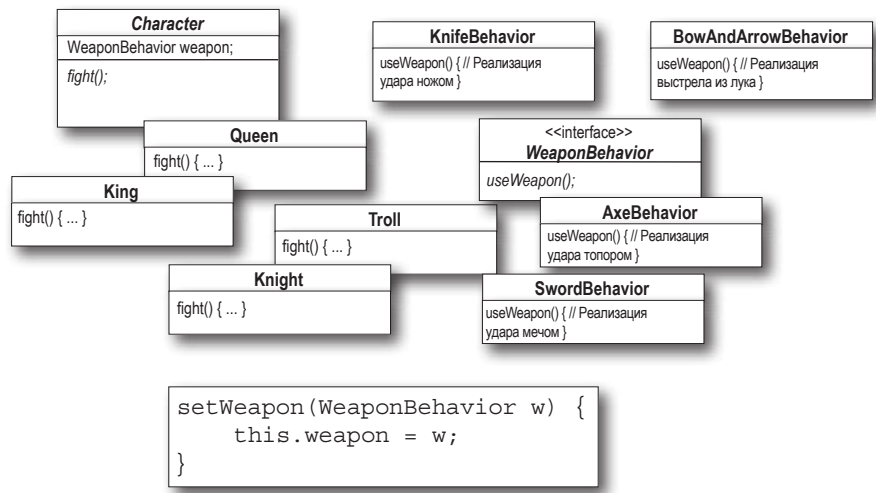 Character
WeaponBehavior weapon;
fight();
KnifeBehavior
useWeapon() { // Реализация
удара ножом }
BowAndArrowBehavior
useWeapon() { // Реализация
выстрела из лука }
Queen
fight() { ... }
<<interface>>
WeaponBehavior
useWeapon();
King
fight() { ... }
Troll
fight() { ... }
AxeBehavior
useWeapon() { // Реализация
удара топором }
Knight
fight() { ... }
SwordBehavior
useWeapon() { // Реализация
удара мечом }
setWeapon(WeaponBehavior w) {
    this.weapon = w;
}